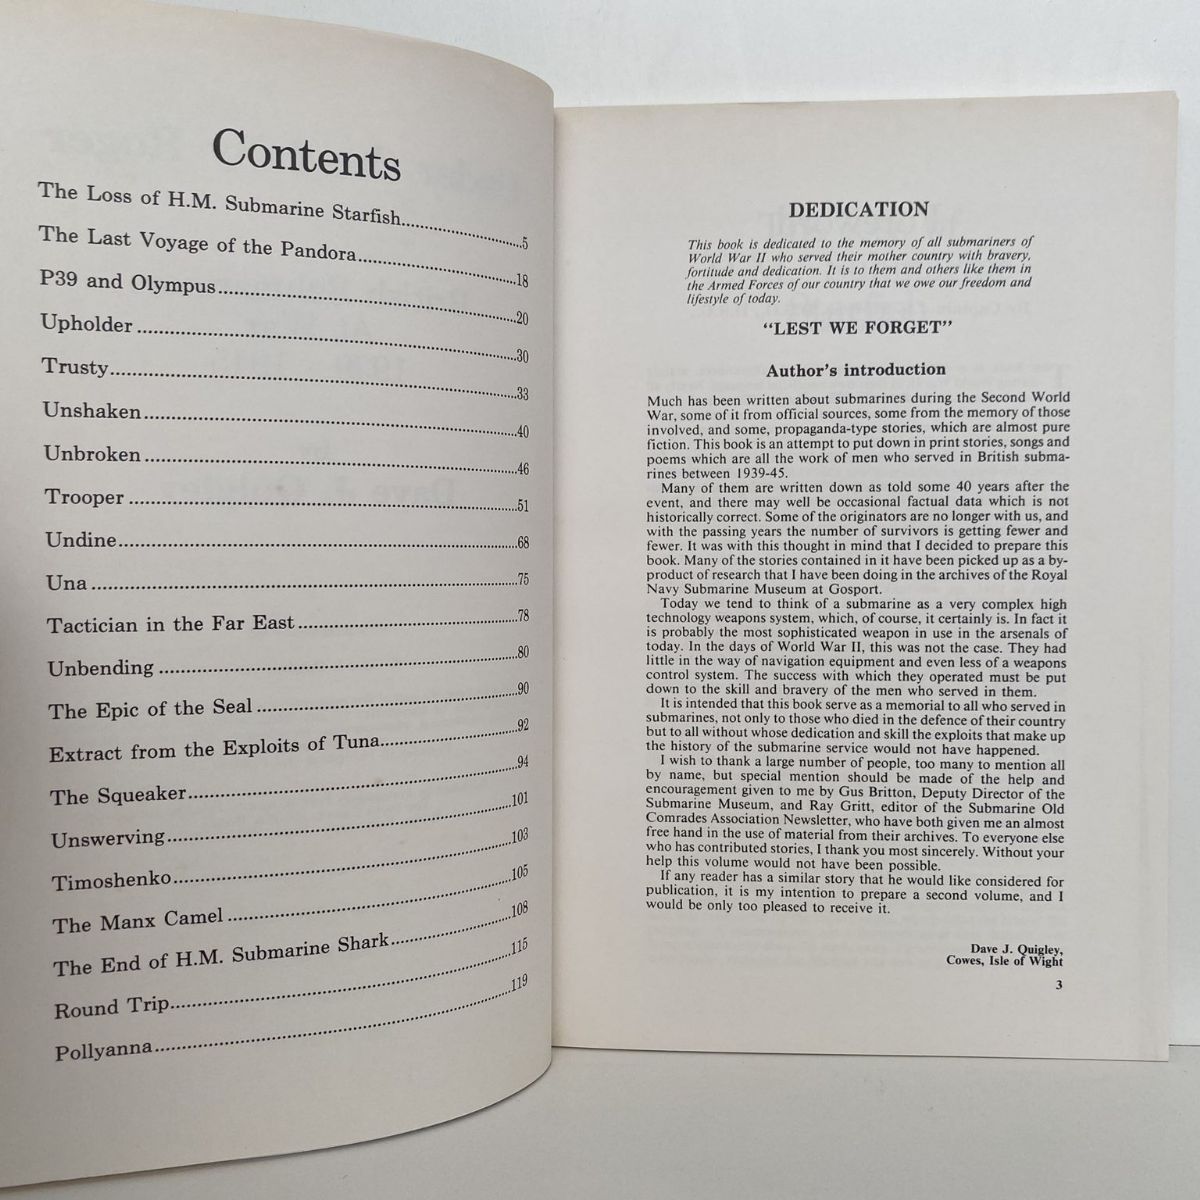 Contents
The Loss of H.M. Submarine Starfish..........................5
The Last Voyage of the Pandora..........................18
P39 and Olympus..........................20
Upholder..........................30
Trusty..........................33
Unshaken..........................40
Unbroken..........................46
Trooper..........................51
Undine..........................68
Una..........................75
Tactician in the Far East..........................78
Unbending..........................80
The Epic of the Seal..........................90
Extract from the Exploits of Tuna..........................92
The Squeaker..........................94
Unswerving..........................101
Timoshenko..........................103
The Manx Camel..........................105
The End of H.M. Submarine Shark..........................108
Round Trip..........................115
Pollyanna..........................119
DEDICATION
This book is dedicated to the memory of all submariners of
World War II who served their mother country with bravery,
fortitude and dedication. It is to them and others like them in
the Armed Forces of our country that we owe our freedom and
lifestyle of today.
“LEST WE FORGET”
Author's introduction
Much has been written about submarines during the Second World
War, some of it from official sources, some from the memory of those
involved, and some, propaganda-type stories, which are almost pure
fiction. This book is an attempt to put down in print stories, songs and
poems which are all the work of men who served in British subma-
rines between 1939-45.
Many of them are written down as told some 40 years after the
event, and there may well be occasional factual data which is not
historically correct. Some of the originators are no longer with us, and
with the passing years the number of survivors is getting fewer and
fewer. It was with this thought in mind that I decided to prepare this
book. Many of the stories contained in it have been picked up as a by-
product of research that I have been doing in the archives of the Royal
Navy Submarine Museum at Gosport.
Today we tend to think of a submarine as a very complex high
technology weapons system, which, of course, it certainly is. In fact it
is probably the most sophisticated weapon in use in the arsenals of
today. In the days of World War II, this was not the case. They had
little in the way of navigation equipment and even less of a weapons
control system. The success with which they operated must be put
down to the skill and bravery of the men who served in them.
It is intended that this book serve as a memorial to all who served in
submarines, not only to those who died in the defence of their country
but to all without whose dedication and skill the exploits that make up
the history of the submarine service would not have happened.
I wish to thank a large number of people, too many to mention all
by name, but special mention should be made of the help and
encouragement given to me by Gus Britton, Deputy Director of the
Submarine Museum, and Ray Gritt, editor of the Submarine Old
Comrades Association Newsletter, who have both given me an almost
free hand in the use of material from their archives. To everyone else
who has contributed stories, I thank you most sincerely. Without your
help this volume would not have been possible.
If any reader has a similar story that he would like considered for
publication, it is my intention to prepare a second volume, and I
would be only too pleased to receive it.
Dave J. Quigley,
Cowes, Isle of Wight
3